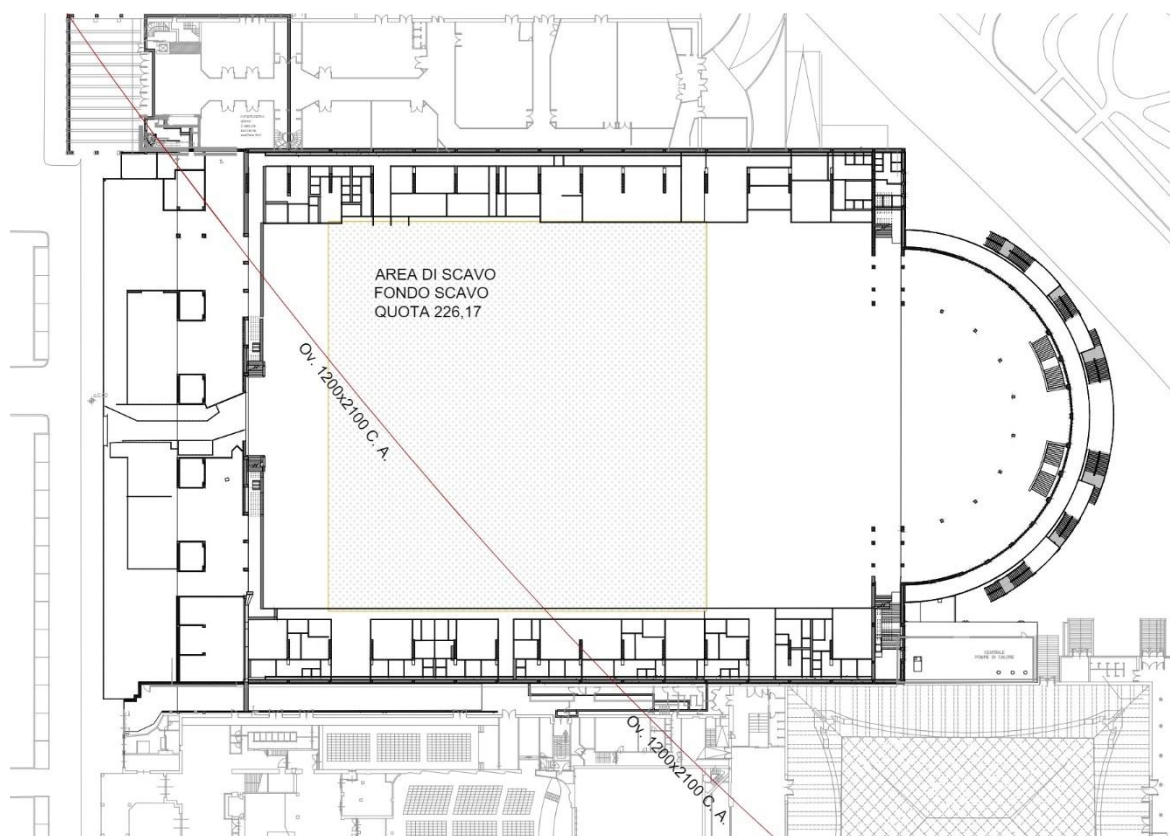 AREA DI SCAVO
FONDO SCAVO
QUOTA 226,17
Ov. 1200x2100 C. A.
CENTRALE
POMPE DI CALORE
Ov. 1200x2100 C. A.